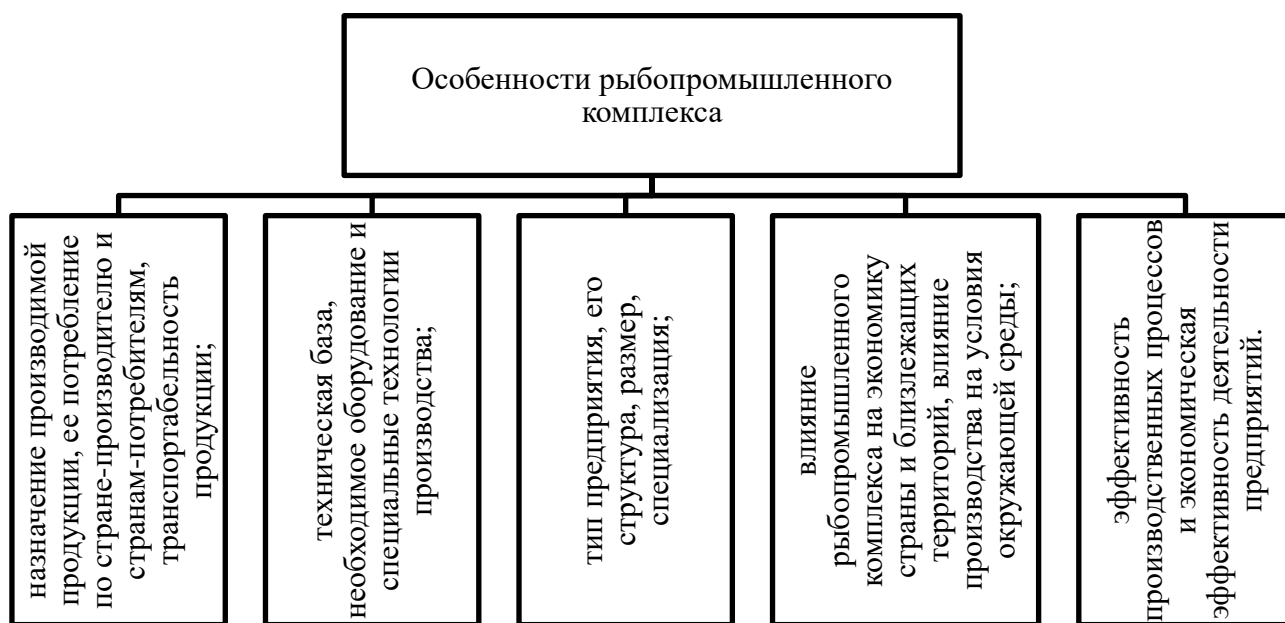 Особенности рыбопромышленного
комплекса
назначение производимой
продукции, ее потребление
по стране-производителю и
странам-потребителям,
транспортабельность
продукции;
техническая база,
необходимое оборудование и
специальные технологии
производства;
тип предприятия, его
структура, размер,
специализация;
влияние
рыбопромышленного
комплекса на экономику
страны и близлежащих
территорий, влияние
производства на условия
окружающей среды;
эффективность
производственных процессов
и экономическая
эффективность деятельности
предприятий.